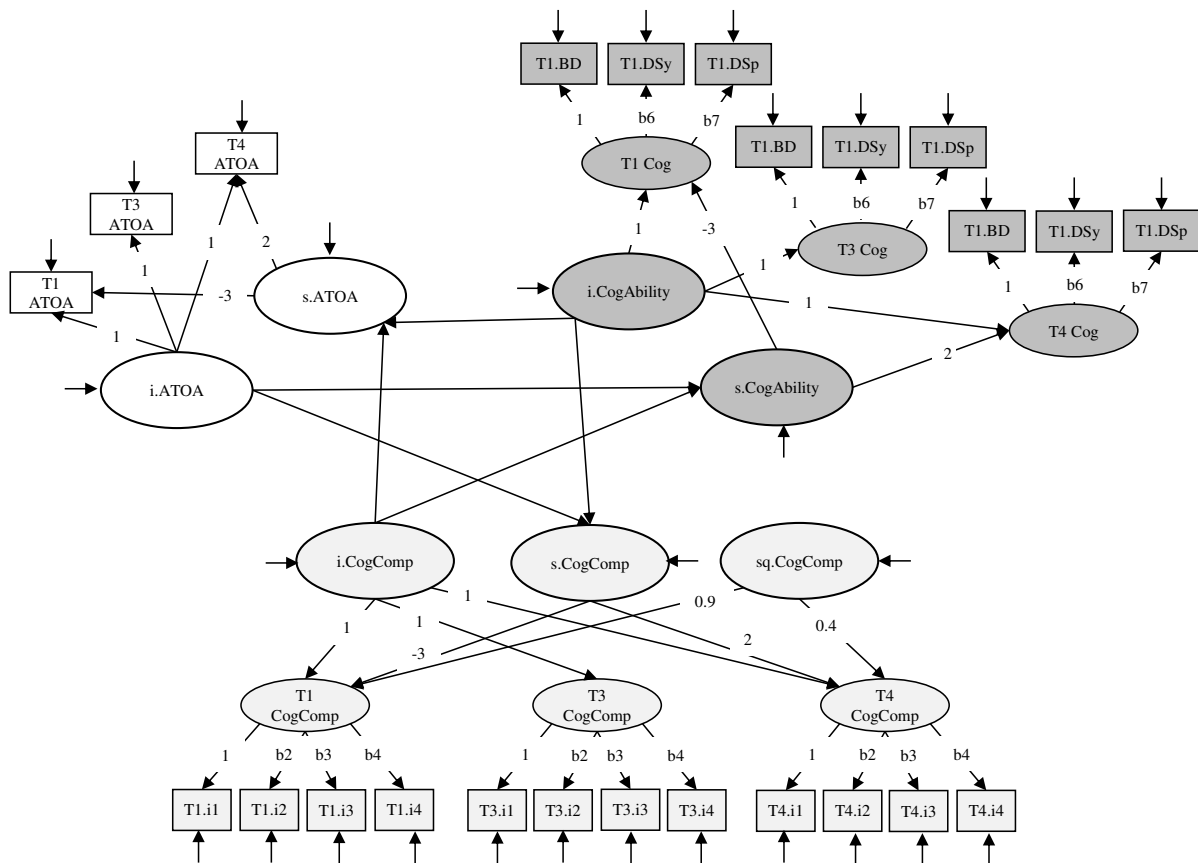 T1.BD
T1.DSy
T1.DSp
1
b6
b7
T1 Cog
T1.BD
T1.DSy
T1.DSp
1
b6
b7
T3 Cog
T1.BD
T1.DSy
T1.DSp
1
b6
b7
T4 Cog
T4
ATOA
T3
ATOA
T1
ATOA
1
1
1
2
-3
s.ATOA
i.ATOA
1
-3
1
1
2
i.CogAbility
s.CogAbility
i.CogComp
s.CogComp
sq.CogComp
1
1
1
-3
2
0.9
0.4
T1
CogComp
T3
CogComp
T4
CogComp
1
b2
b3
b4
1
b2
b3
b4
1
b2
b3
b4
T1.i1
T1.i2
T1.i3
T1.i4
T3.i1
T3.i2
T3.i3
T3.i4
T4.i1
T4.i2
T4.i3
T4.i4